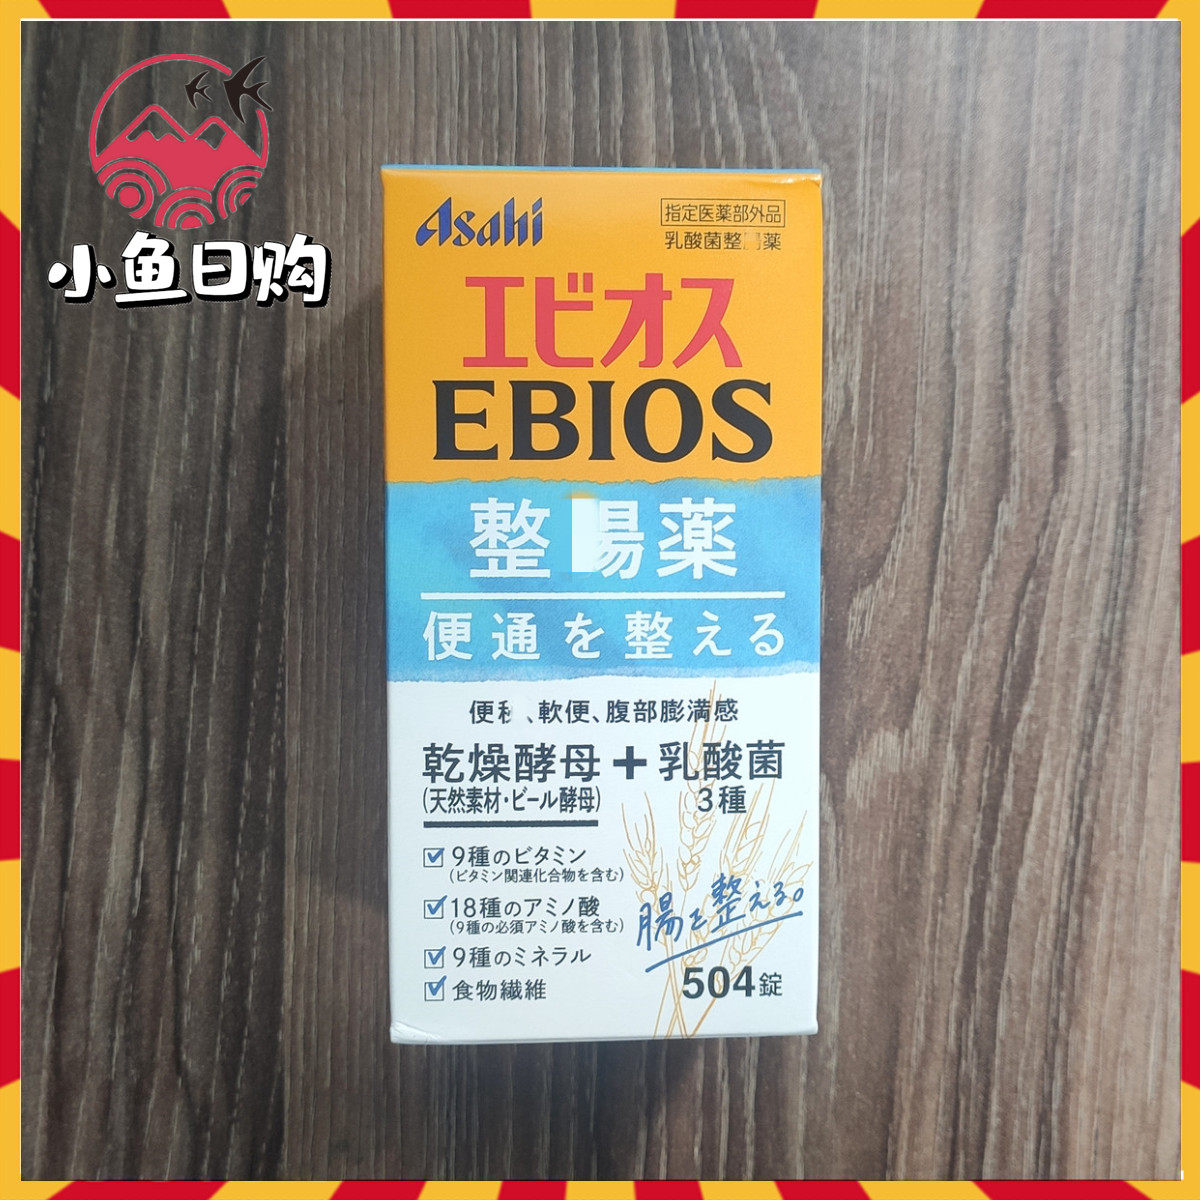 小鱼日购
Asahi
指定医薬部外品
乳酸菌整 薬
エビオス
EBIOS
整 薬
便通を整える
便 、軟便、腹部膨満感
乾燥酵母+乳酸菌
(天然素材・ビール酵母) 3種
9種のビタミン
(ビタミン関連化合物を含む)
18種のアミノ酸
(9種の必須アミノ酸を含む)
9種のミネラル
食物繊維
腸を整える。
504錠